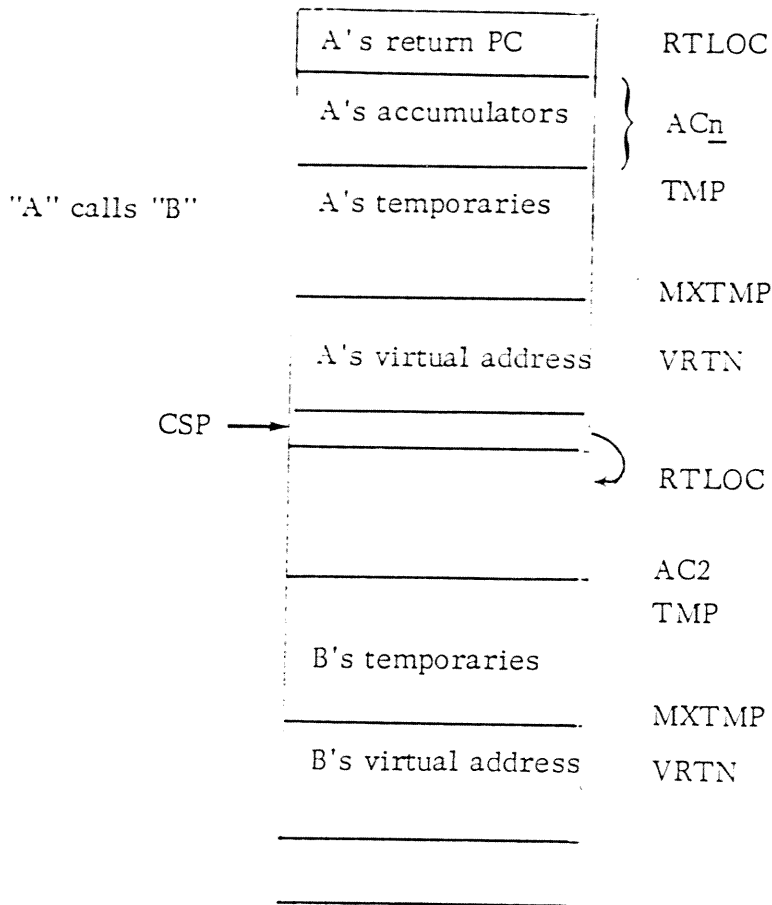 A's return PC RTLOC
A's accumulators ACn
"A" calls "B" A's temporaries TMP
MXTMP
A's virtual address VRTN
CSP
RTLOC
AC2
TMP
B's temporaries
MXTMP
B's virtual address VRTN